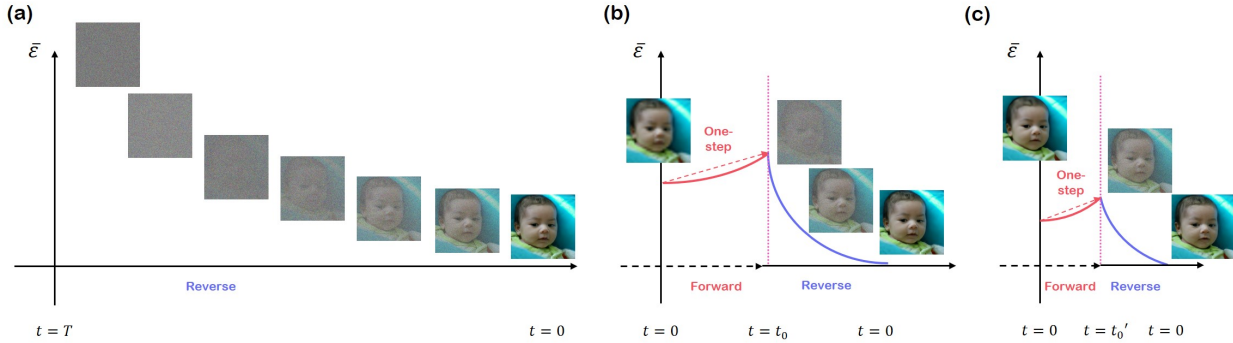 (a)
ε̄
Reverse
t = T
t = 0
(b)
ε̄
One-
step
Forward
Reverse
t = 0
t = t₀
t = 0
(c)
ε̄
One-
step
Forward
Reverse
t = 0
t = t₀′
t = 0